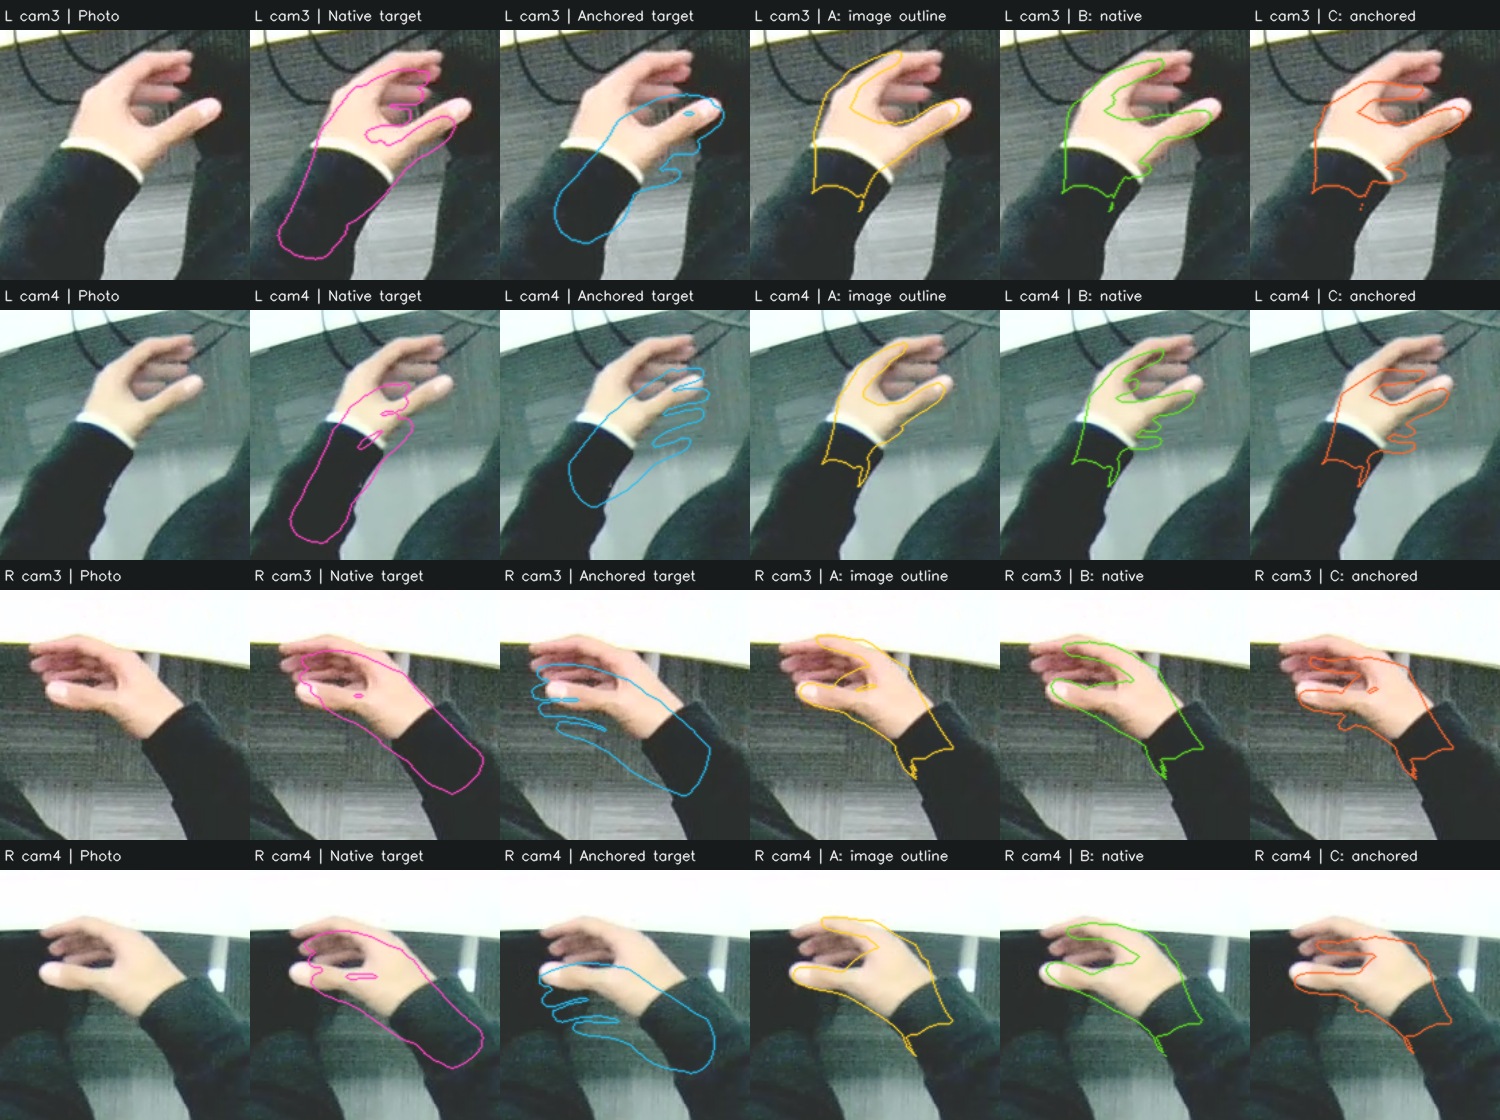 L cam3 | Photo
L cam3 | Native target
L cam3 | Anchored target
L cam3 | A: image outline
L cam3 | B: native
L cam3 | C: anchored
L cam4 | Photo
L cam4 | Native target
L cam4 | Anchored target
L cam4 | A: image outline
L cam4 | B: native
L cam4 | C: anchored
R cam3 | Photo
R cam3 | Native target
R cam3 | Anchored target
R cam3 | A: image outline
R cam3 | B: native
R cam3 | C: anchored
R cam4 | Photo
R cam4 | Native target
R cam4 | Anchored target
R cam4 | A: image outline
R cam4 | B: native
R cam4 | C: anchored